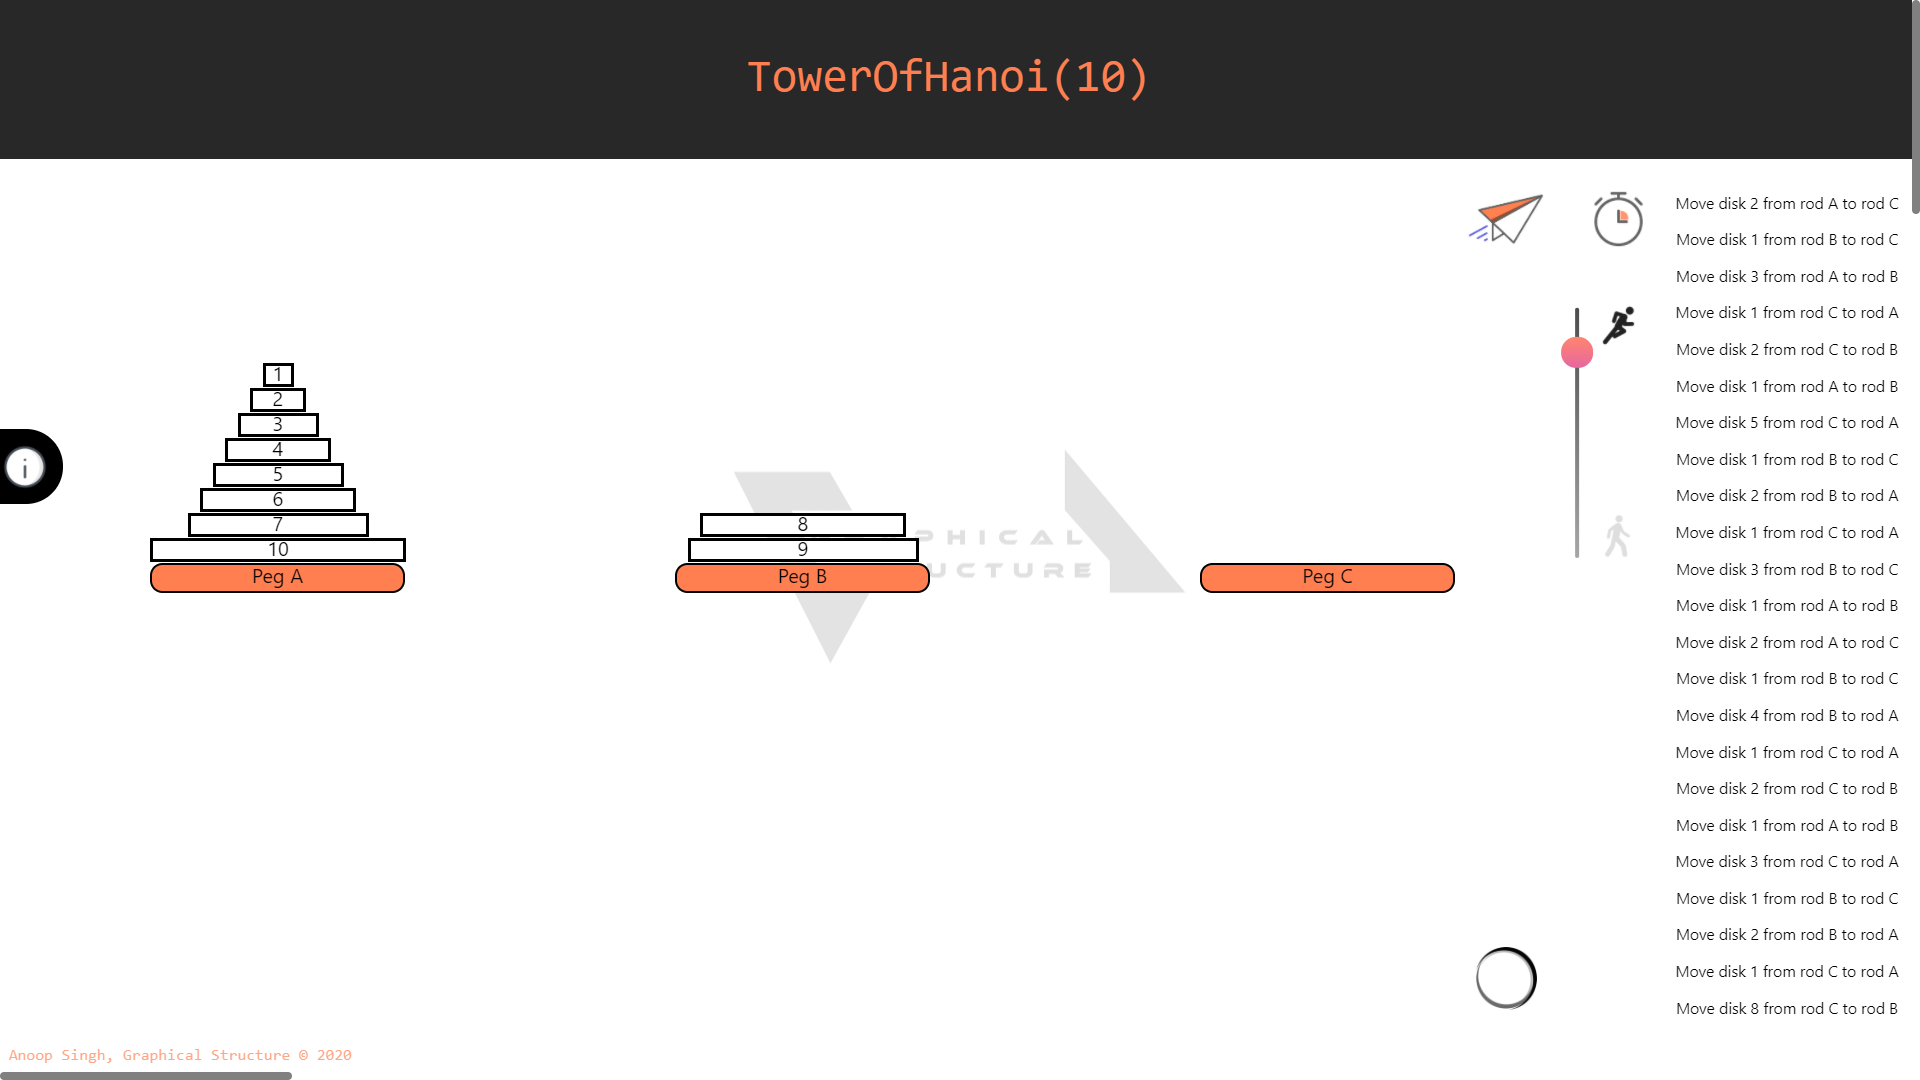 TowerOfHanoi(10)
1
2
3
4
5
6
7
10
Peg A
8
9
Peg B
PHICAL
UCTURE
Peg C
Move disk 2 from rod A to rod C
Move disk 1 from rod B to rod C
Move disk 3 from rod A to rod B
Move disk 1 from rod C to rod A
Move disk 2 from rod C to rod B
Move disk 1 from rod A to rod B
Move disk 5 from rod C to rod A
Move disk 1 from rod B to rod C
Move disk 2 from rod B to rod A
Move disk 1 from rod C to rod A
Move disk 3 from rod B to rod C
Move disk 1 from rod A to rod B
Move disk 2 from rod A to rod C
Move disk 1 from rod B to rod C
Move disk 4 from rod B to rod A
Move disk 1 from rod C to rod A
Move disk 2 from rod C to rod B
Move disk 1 from rod A to rod B
Move disk 3 from rod C to rod A
Move disk 1 from rod B to rod C
Move disk 2 from rod B to rod A
Move disk 1 from rod C to rod A
Move disk 8 from rod C to rod B
Anoop Singh, Graphical Structure © 2020